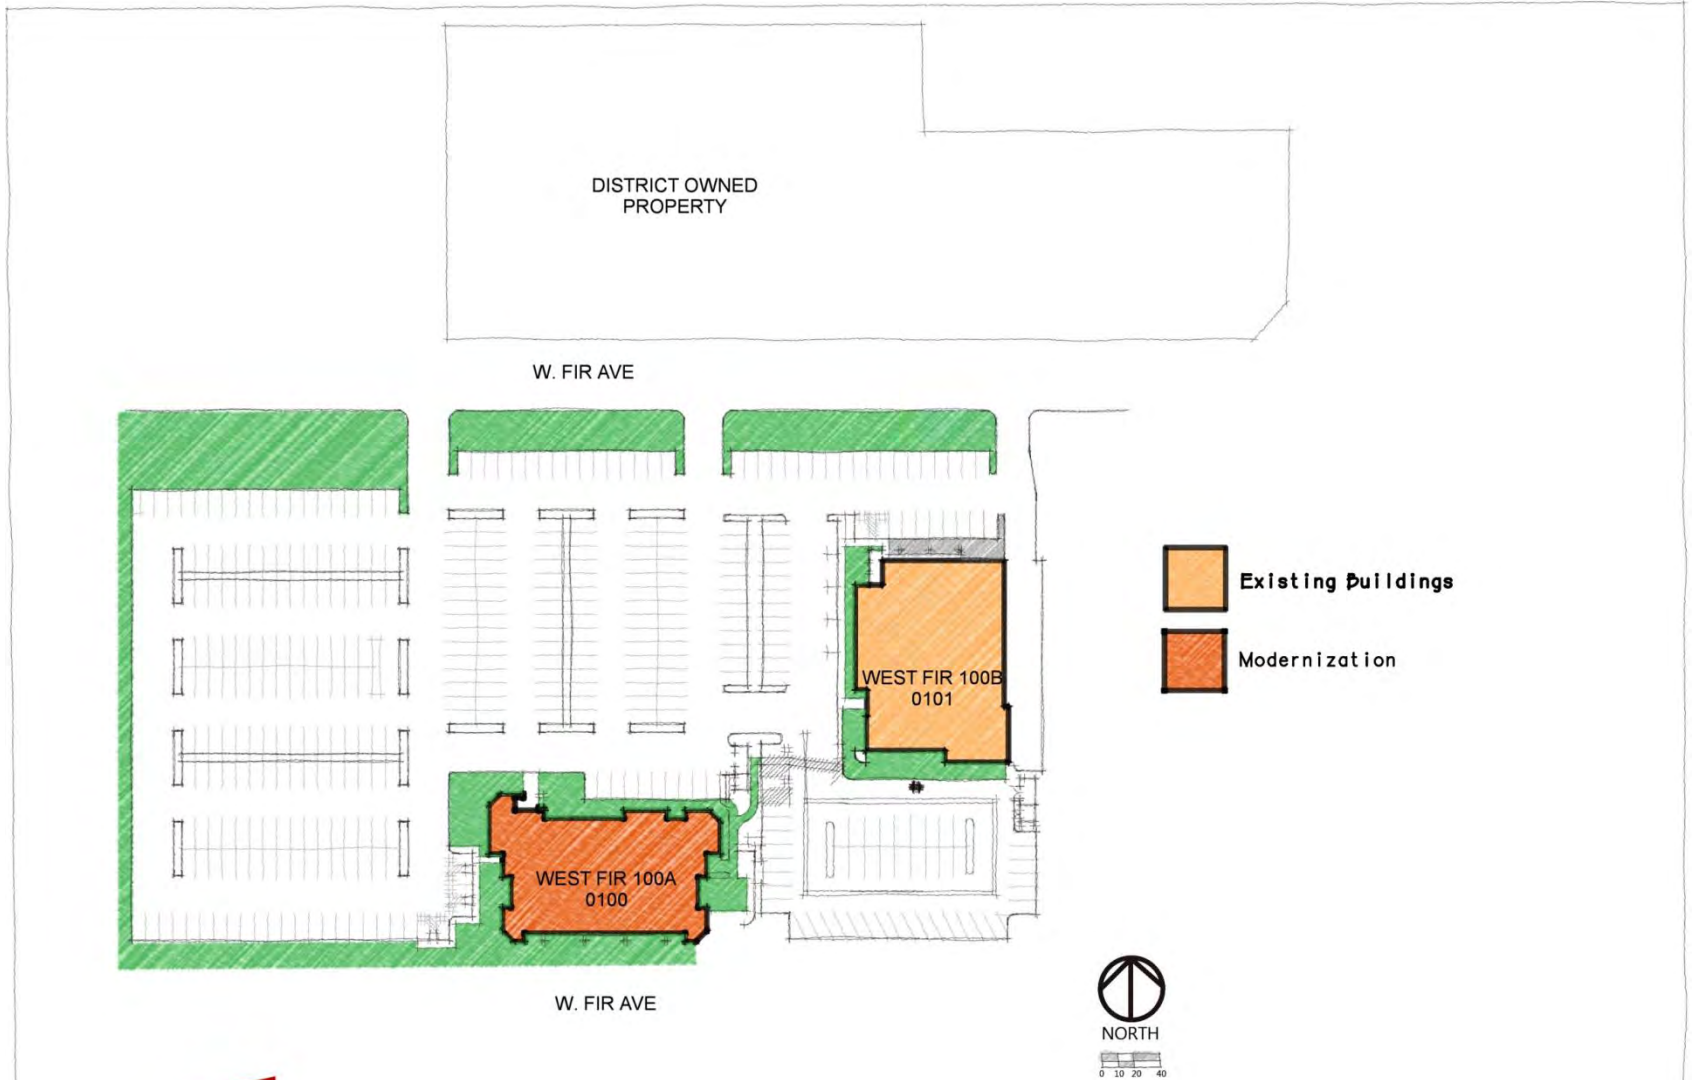 DISTRICT OWNED
PROPERTY
W. FIR AVE
Existing Buildings
Modernization
WEST FIR 100B
0101
WEST FIR 100A
0100
W. FIR AVE
NORTH
0 10 20 40